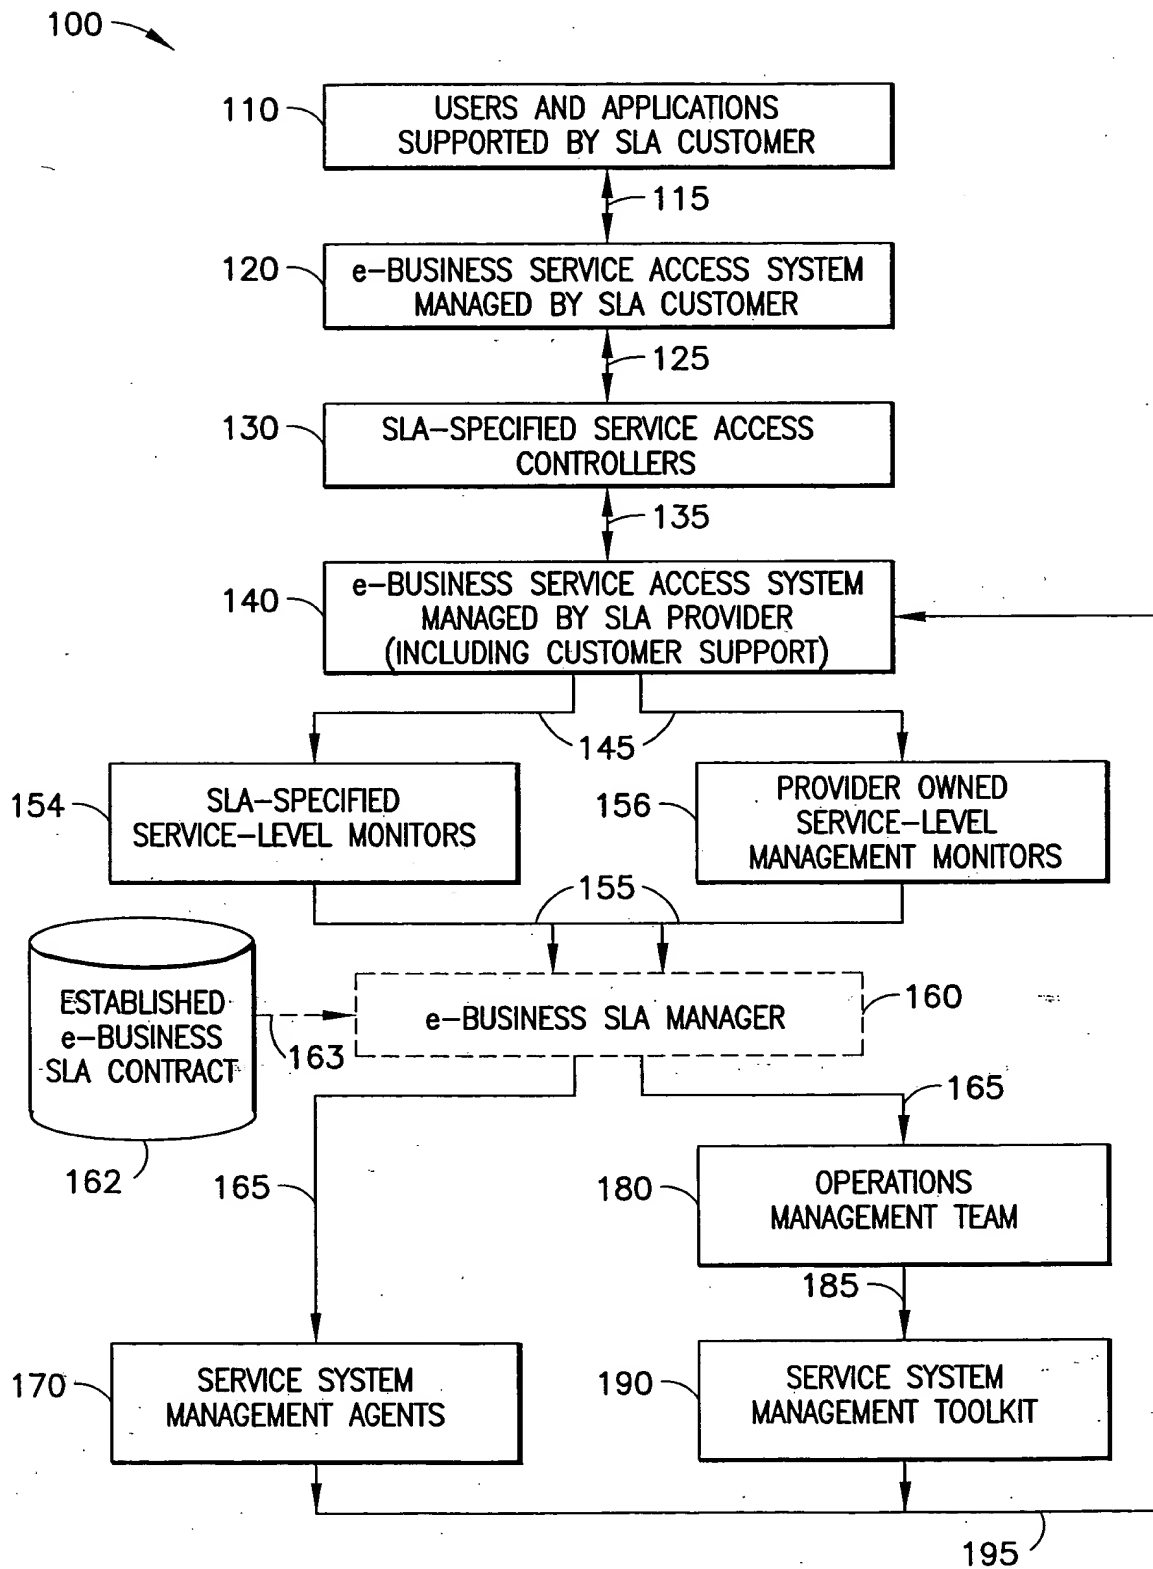 100
110
USERS AND APPLICATIONS
SUPPORTED BY SLA CUSTOMER
115
120
e-BUSINESS SERVICE ACCESS SYSTEM
MANAGED BY SLA CUSTOMER
125
130
SLA-SPECIFIED SERVICE ACCESS
CONTROLLERS
135
140
e-BUSINESS SERVICE ACCESS SYSTEM
MANAGED BY SLA PROVIDER
(INCLUDING CUSTOMER SUPPORT)
145
154
SLA-SPECIFIED
SERVICE-LEVEL MONITORS
156
PROVIDER OWNED
SERVICE-LEVEL
MANAGEMENT MONITORS
155
ESTABLISHED
e-BUSINESS
SLA CONTRACT
162
163
e-BUSINESS SLA MANAGER
160
165
165
180
OPERATIONS
MANAGEMENT TEAM
185
170
SERVICE SYSTEM
MANAGEMENT AGENTS
190
SERVICE SYSTEM
MANAGEMENT TOOLKIT
195